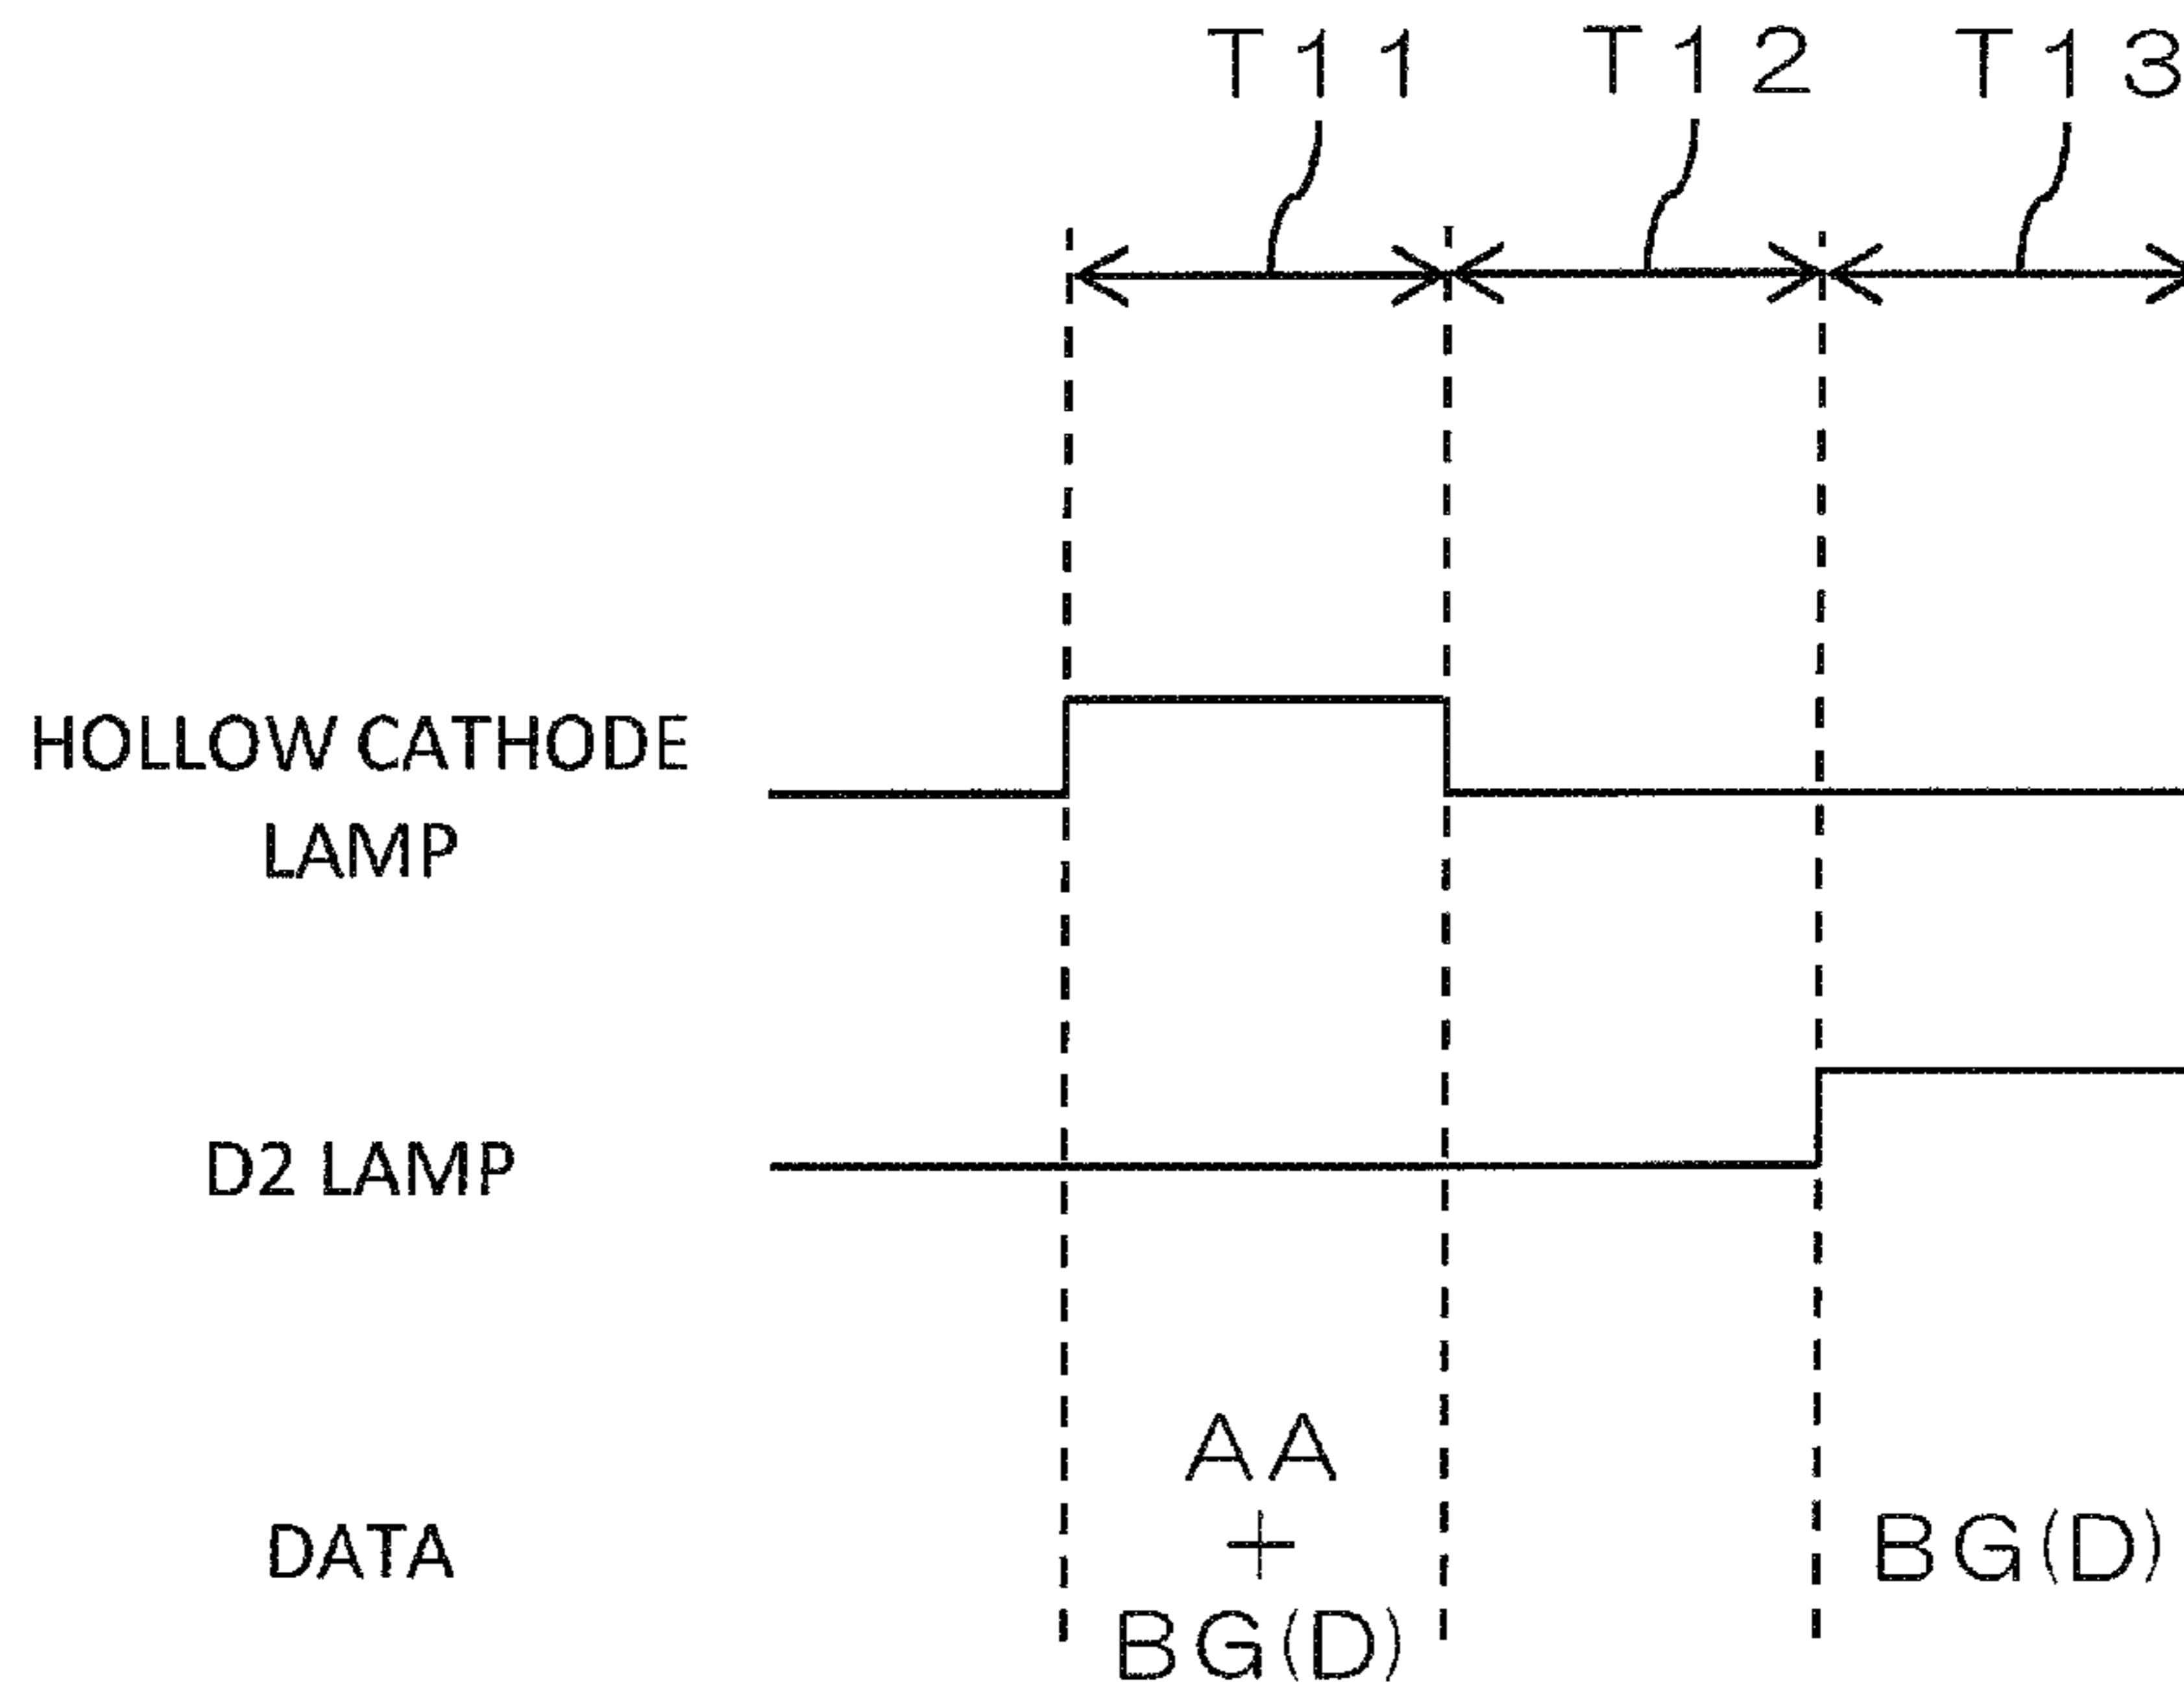 T11 T12 T13
HOLLOW CATHODE
LAMP
D2 LAMP
DATA
AA
+
BG(D)
BG(D)